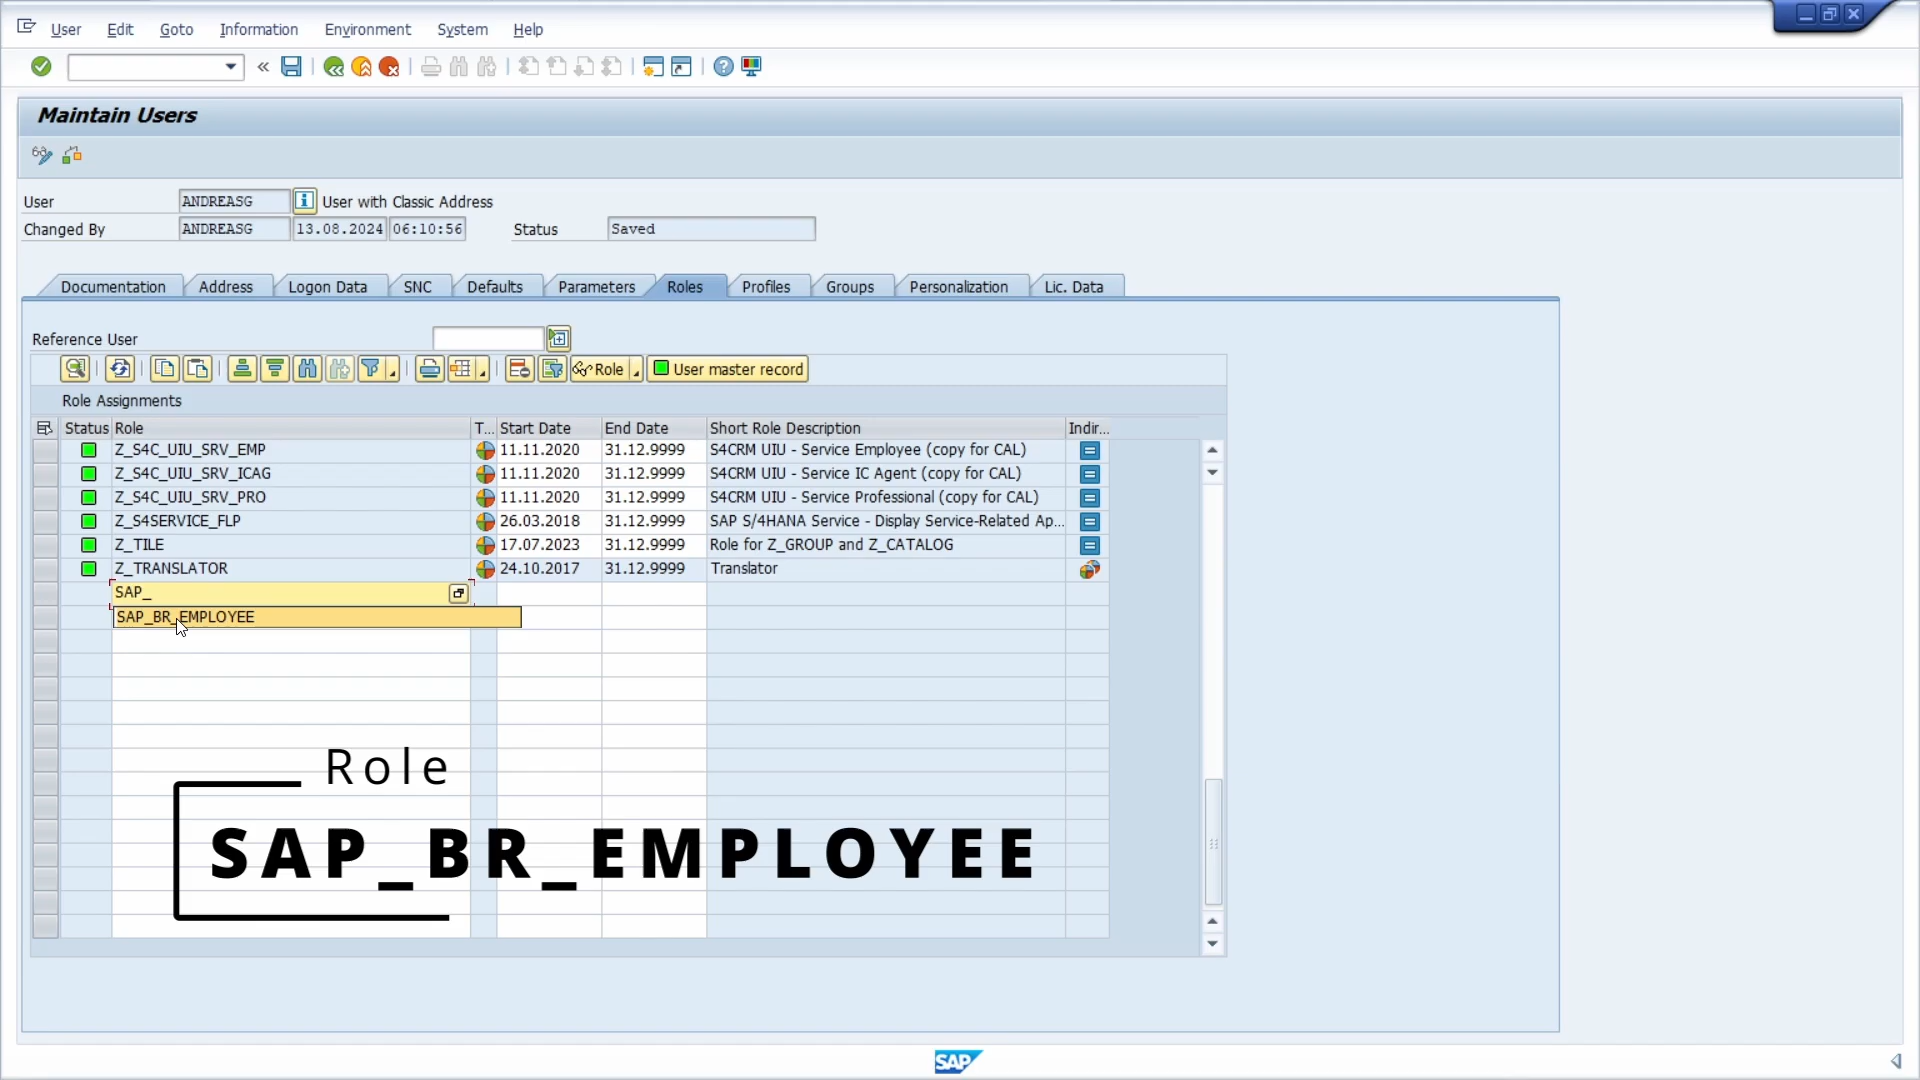 User Edit Goto Information Environment System Help
Maintain Users
User ANDREASG User with Classic Address
Changed By ANDREASG 13.08.2024 06:10:56 Status Saved
Documentation Address Logon Data SNC Defaults Parameters Roles Profiles Groups Personalization Lic. Data
Reference User
Role User master record
Role Assignments
Status Role T... Start Date End Date Short Role Description Indir...
Z_S4C_UIU_SRV_EMP 11.11.2020 31.12.9999 S4CRM UIU - Service Employee (copy for CAL)
Z_S4C_UIU_SRV_ICAG 11.11.2020 31.12.9999 S4CRM UIU - Service IC Agent (copy for CAL)
Z_S4C_UIU_SRV_PRO 11.11.2020 31.12.9999 S4CRM UIU - Service Professional (copy for CAL)
Z_S4SERVICE_FLP 26.03.2018 31.12.9999 SAP S/4HANA Service - Display Service-Related Ap...
Z_TILE 17.07.2023 31.12.9999 Role for Z_GROUP and Z_CATALOG
Z_TRANSLATOR 24.10.2017 31.12.9999 Translator
SAP_
SAP_BR_EMPLOYEE
Role
SAP_BR_EMPLOYEE
SAP